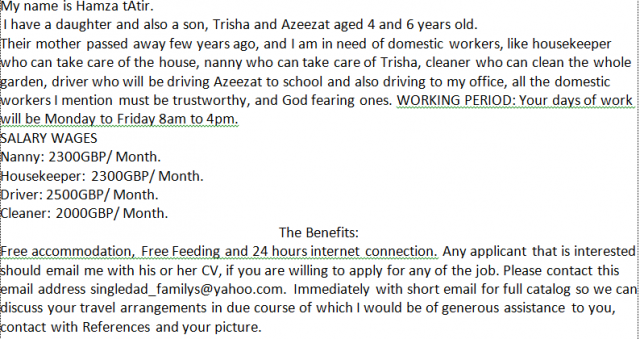 My name is Hamza tAtir.
I have a daughter and also a son, Trisha and Azeezat aged 4 and 6 years old.
Their mother passed away few years ago, and I am in need of domestic workers, like housekeeper
who can take care of the house, nanny who can take care of Trisha, cleaner who can clean the whole
garden, driver who will be driving Azeezat to school and also driving to my office, all the domestic
workers I mention must be trustworthy, and God fearing ones. WORKING PERIOD: Your days of work
will be Monday to Friday 8am to 4pm.
SALARY WAGES
Nanny: 2300GBP/ Month.
Housekeeper: 2300GBP/ Month.
Driver: 2500GBP/ Month.
Cleaner: 2000GBP/ Month.
The Benefits:
Free accommodation, Free Feeding and 24 hours internet connection. Any applicant that is interested
should email me with his or her CV, if you are willing to apply for any of the job. Please contact this
email address singledad_familys@yahoo.com. Immediately with short email for full catalog so we can
discuss your travel arrangements in due course of which I would be of generous assistance to you,
contact with References and your picture.